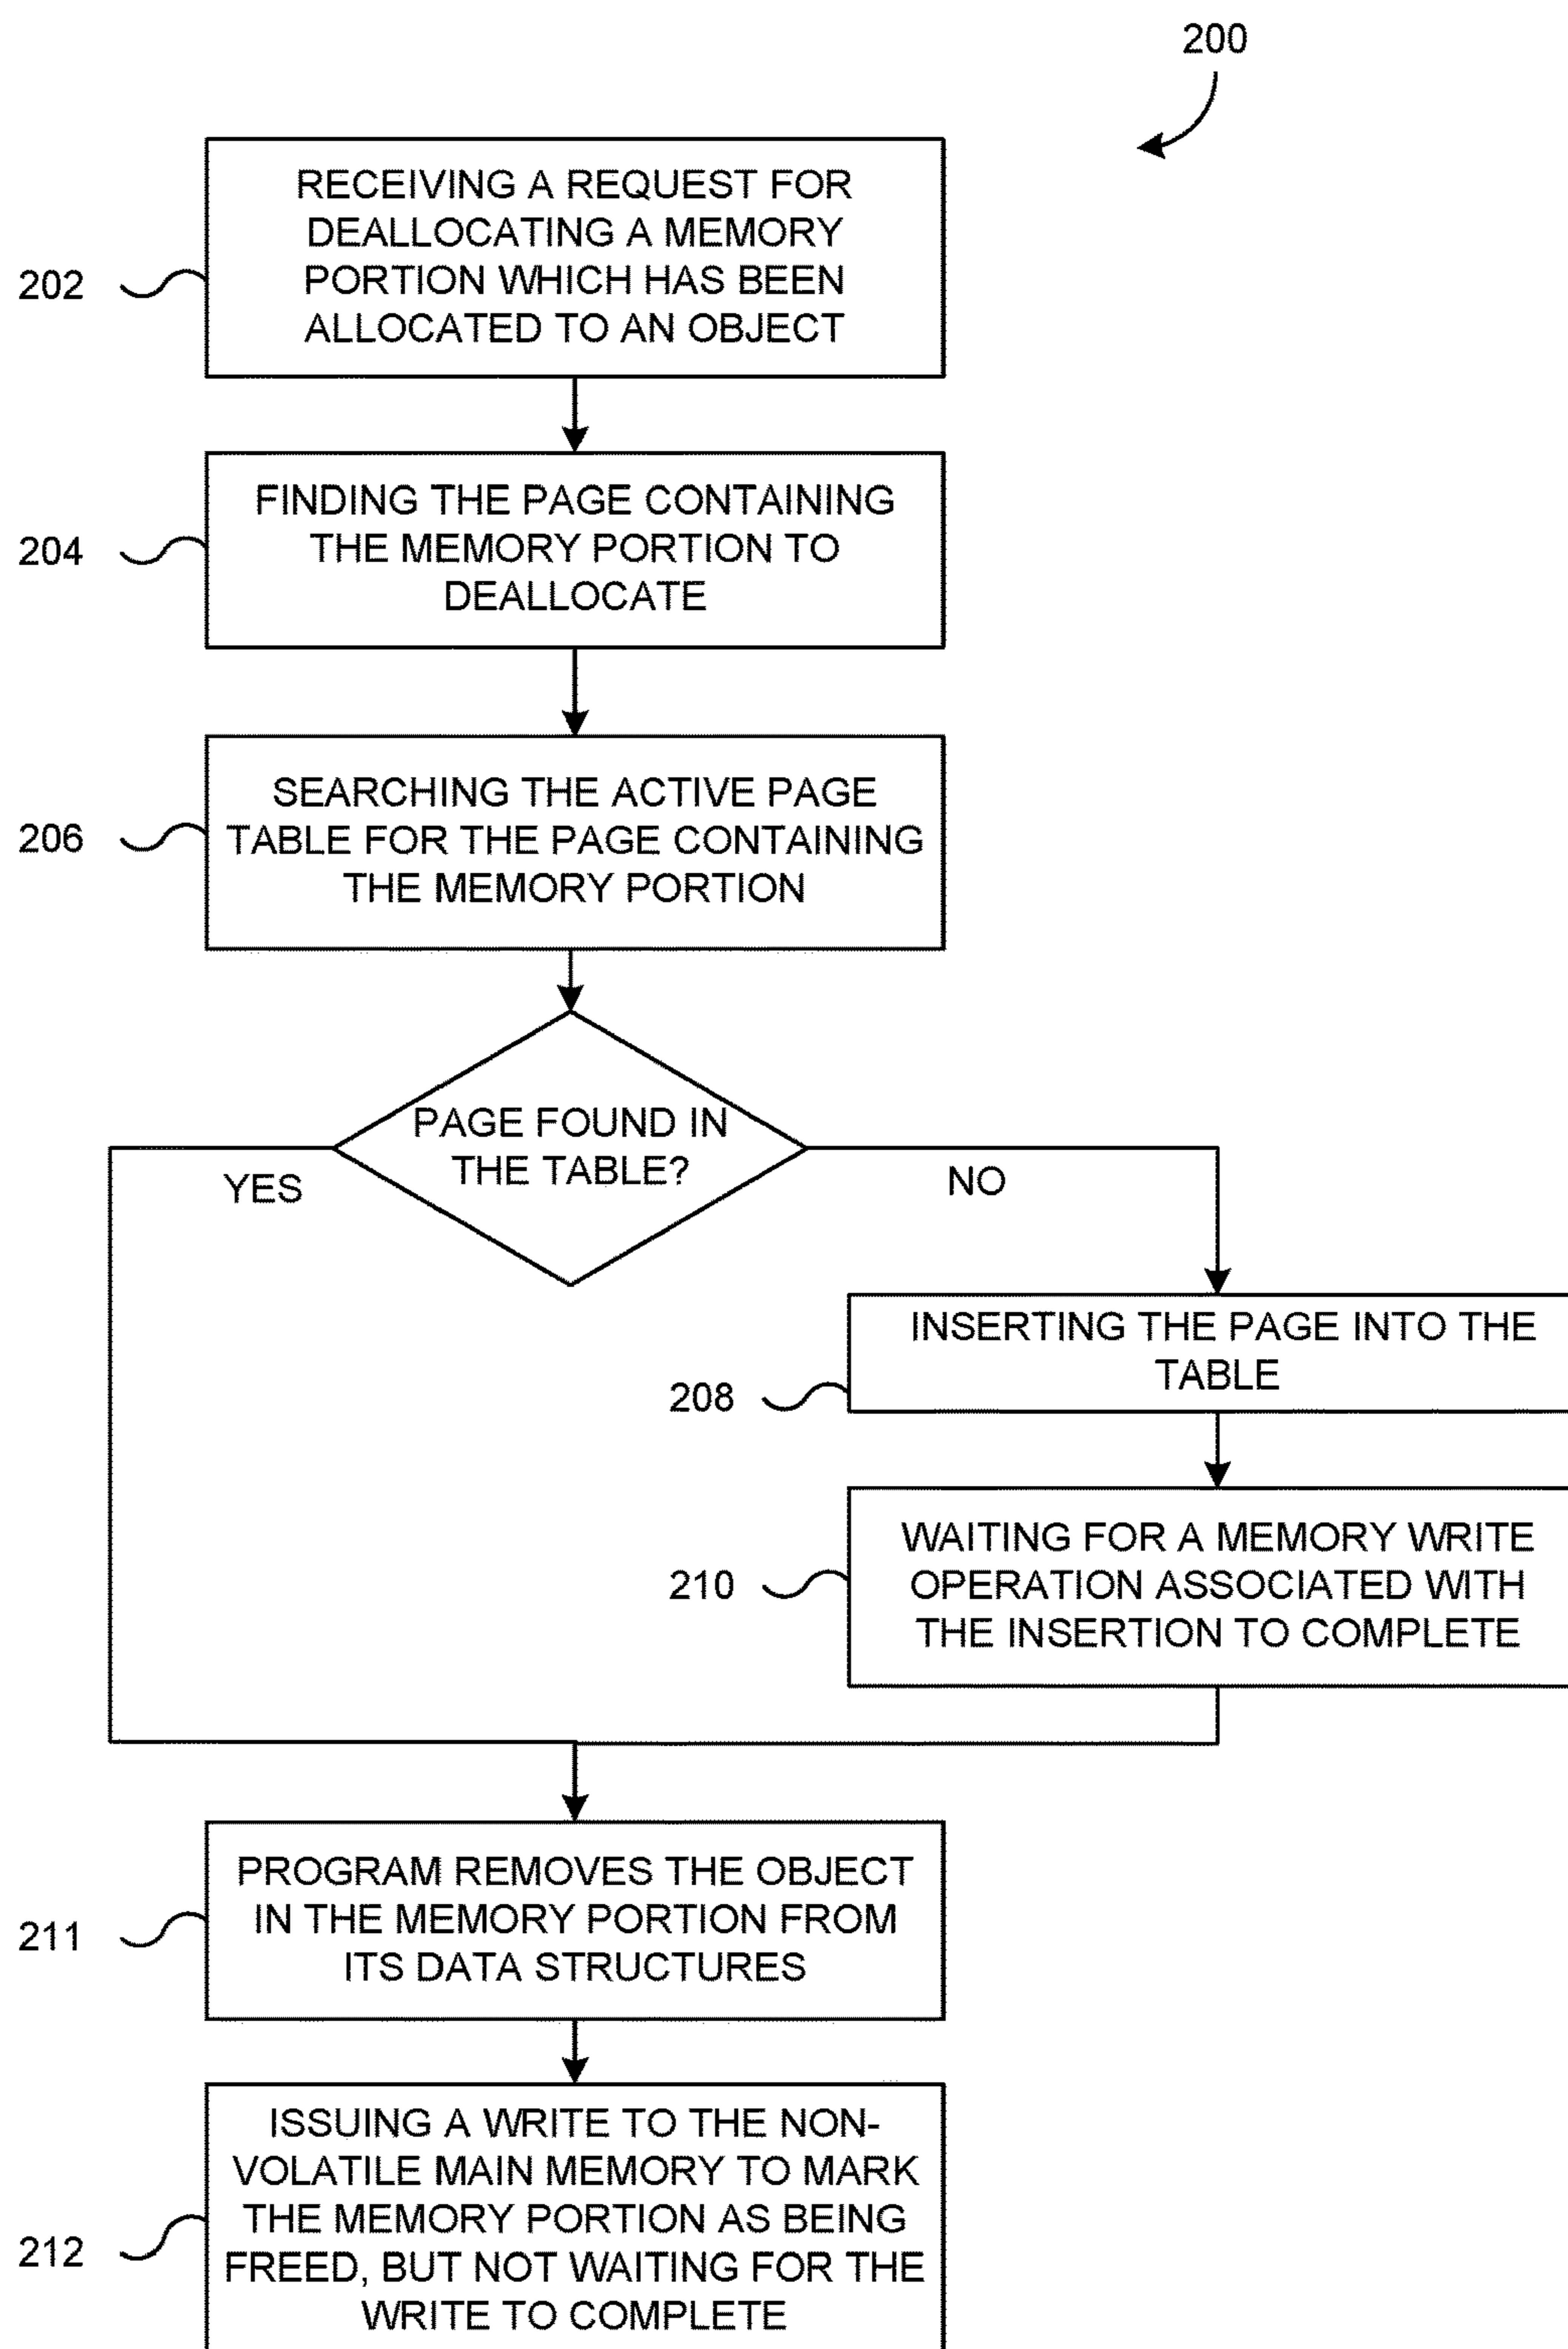 200
RECEIVING A REQUEST FOR
DEALLOCATING A MEMORY
PORTION WHICH HAS BEEN
ALLOCATED TO AN OBJECT
202
FINDING THE PAGE CONTAINING
THE MEMORY PORTION TO
DEALLOCATE
204
SEARCHING THE ACTIVE PAGE
TABLE FOR THE PAGE CONTAINING
THE MEMORY PORTION
206
PAGE FOUND IN
THE TABLE?
YES
NO
INSERTING THE PAGE INTO THE
TABLE
208
WAITING FOR A MEMORY WRITE
OPERATION ASSOCIATED WITH
THE INSERTION TO COMPLETE
210
PROGRAM REMOVES THE OBJECT
IN THE MEMORY PORTION FROM
ITS DATA STRUCTURES
211
ISSUING A WRITE TO THE NON-
VOLATILE MAIN MEMORY TO MARK
THE MEMORY PORTION AS BEING
FREED, BUT NOT WAITING FOR THE
WRITE TO COMPLETE
212